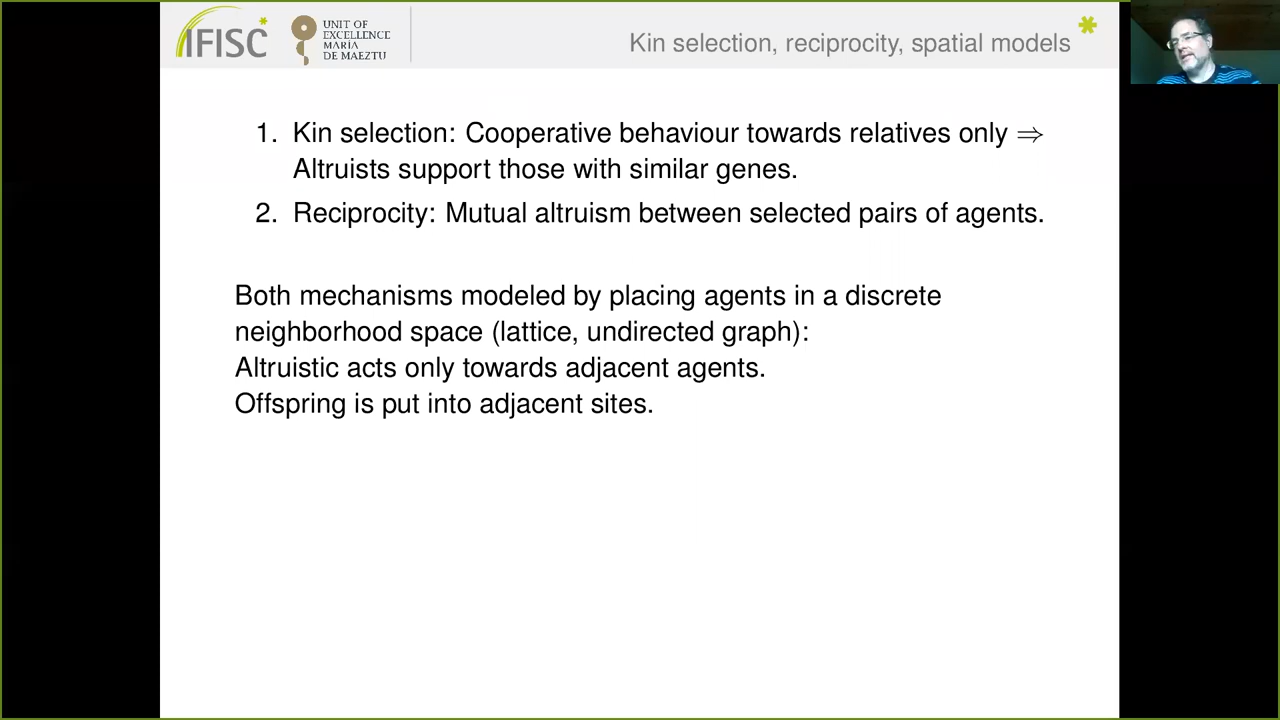 IFISC
UNIT OF
EXCELLENCE
MARÍA
DE MAEZTU
Kin selection, reciprocity, spatial models
1. Kin selection: Cooperative behaviour towards relatives only ⇒
Altruists support those with similar genes.
2. Reciprocity: Mutual altruism between selected pairs of agents.
Both mechanisms modeled by placing agents in a discrete
neighborhood space (lattice, undirected graph):
Altruistic acts only towards adjacent agents.
Offspring is put into adjacent sites.